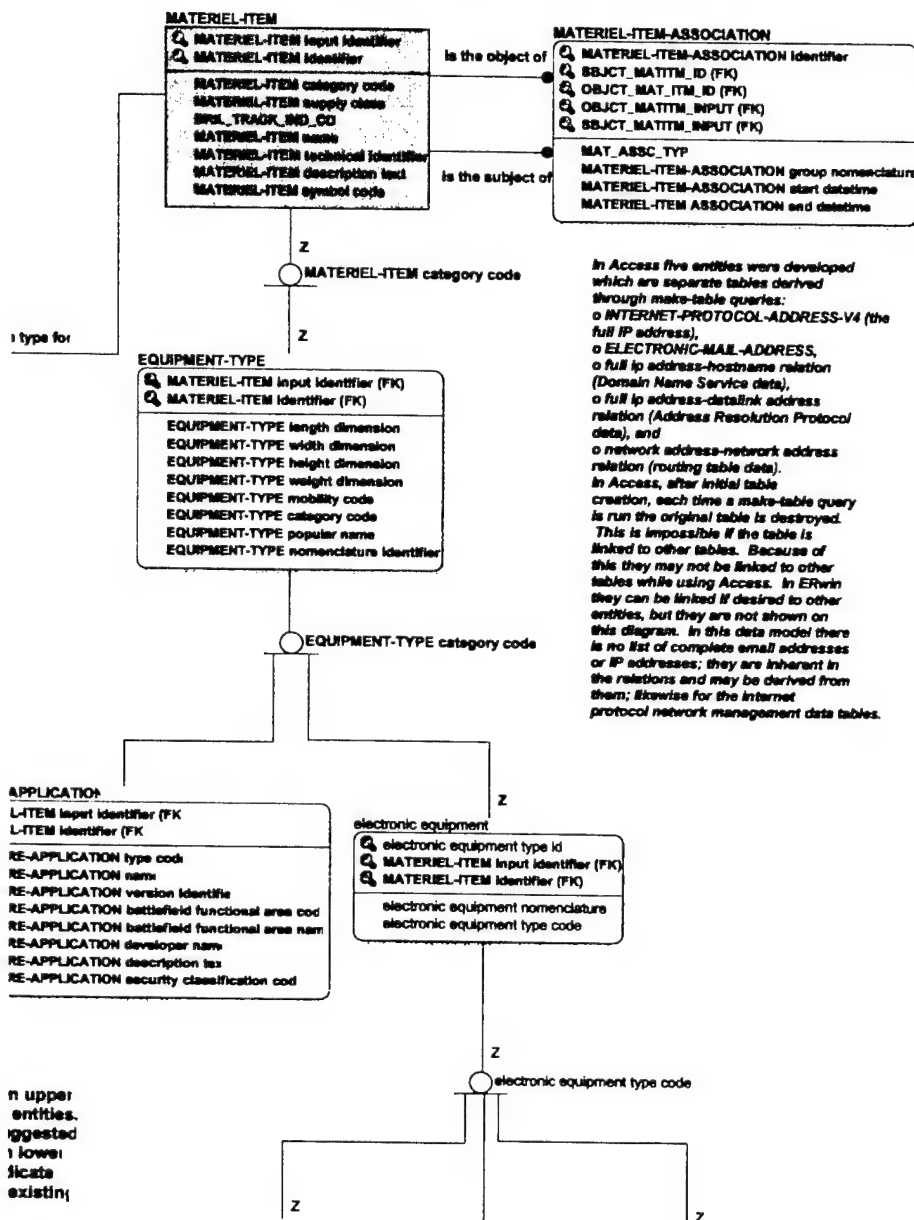 MATERIEL-ITEM
MATERIEL-ITEM input identifier
MATERIEL-ITEM identifier
MATERIEL-ITEM category code
MATERIEL-ITEM supply class
MATERIEL-ITEM name
MATERIEL-ITEM technical identifier
MATERIEL-ITEM description text
MATERIEL-ITEM symbol code
is the object of
is the subject of
MATERIEL-ITEM-ASSOCIATION
MATERIEL-ITEM-ASSOCIATION identifier
SBJCT_MATITM_ID (FK)
OBJCT_MAT_ITM_ID (FK)
OBJCT_MATITM_INPUT (FK)
SBJCT_MATITM_INPUT (FK)
MAT_ASSC_TYP
MATERIEL-ITEM-ASSOCIATION group nomenclature
MATERIEL-ITEM-ASSOCIATION start datetime
MATERIEL-ITEM ASSOCIATION end datetime
Z
MATERIEL-ITEM category code
Z
type for
In Access five entities were developed
which are separate tables derived
through make-table queries:
o INTERNET-PROTOCOL-ADDRESS-V4 (the
full IP address),
o ELECTRONIC-MAIL-ADDRESS,
o full ip address-hostname relation
(Domain Name Service data),
o full ip address-datalink address
relation (Address Resolution Protocol
data), and
o network address-network address
relation (routing table data).
In Access, after initial table
creation, each time a make-table query
is run the original table is destroyed.
This is impossible if the table is
linked to other tables. Because of
this they may not be linked to other
tables while using Access. In ERwin
they can be linked if desired to other
entities, but they are not shown on
this diagram. In this data model there
is no list of complete email addresses
or IP addresses; they are inherent in
the relations and may be derived from
them; likewise for the internet
protocol network management data tables.
EQUIPMENT-TYPE
MATERIEL-ITEM input identifier (FK)
MATERIEL-ITEM identifier (FK)
EQUIPMENT-TYPE length dimension
EQUIPMENT-TYPE width dimension
EQUIPMENT-TYPE height dimension
EQUIPMENT-TYPE weight dimension
EQUIPMENT-TYPE mobility code
EQUIPMENT-TYPE category code
EQUIPMENT-TYPE popular name
EQUIPMENT-TYPE nomenclature identifier
EQUIPMENT-TYPE category code
APPLICATION
L-ITEM input identifier (FK
L-ITEM identifier (FK
RE-APPLICATION type code
RE-APPLICATION name
RE-APPLICATION version identifie
RE-APPLICATION battlefield functional area cod
RE-APPLICATION battlefield functional area nam
RE-APPLICATION developer name
RE-APPLICATION description tex
RE-APPLICATION security classification cod
Z
electronic equipment
electronic equipment type id
MATERIEL-ITEM input identifier (FK)
MATERIEL-ITEM identifier (FK)
electronic equipment nomenclature
electronic equipment type code
Z
electronic equipment type code
n upper
entities.
iggested
lower
dicate
existing
Z
Z